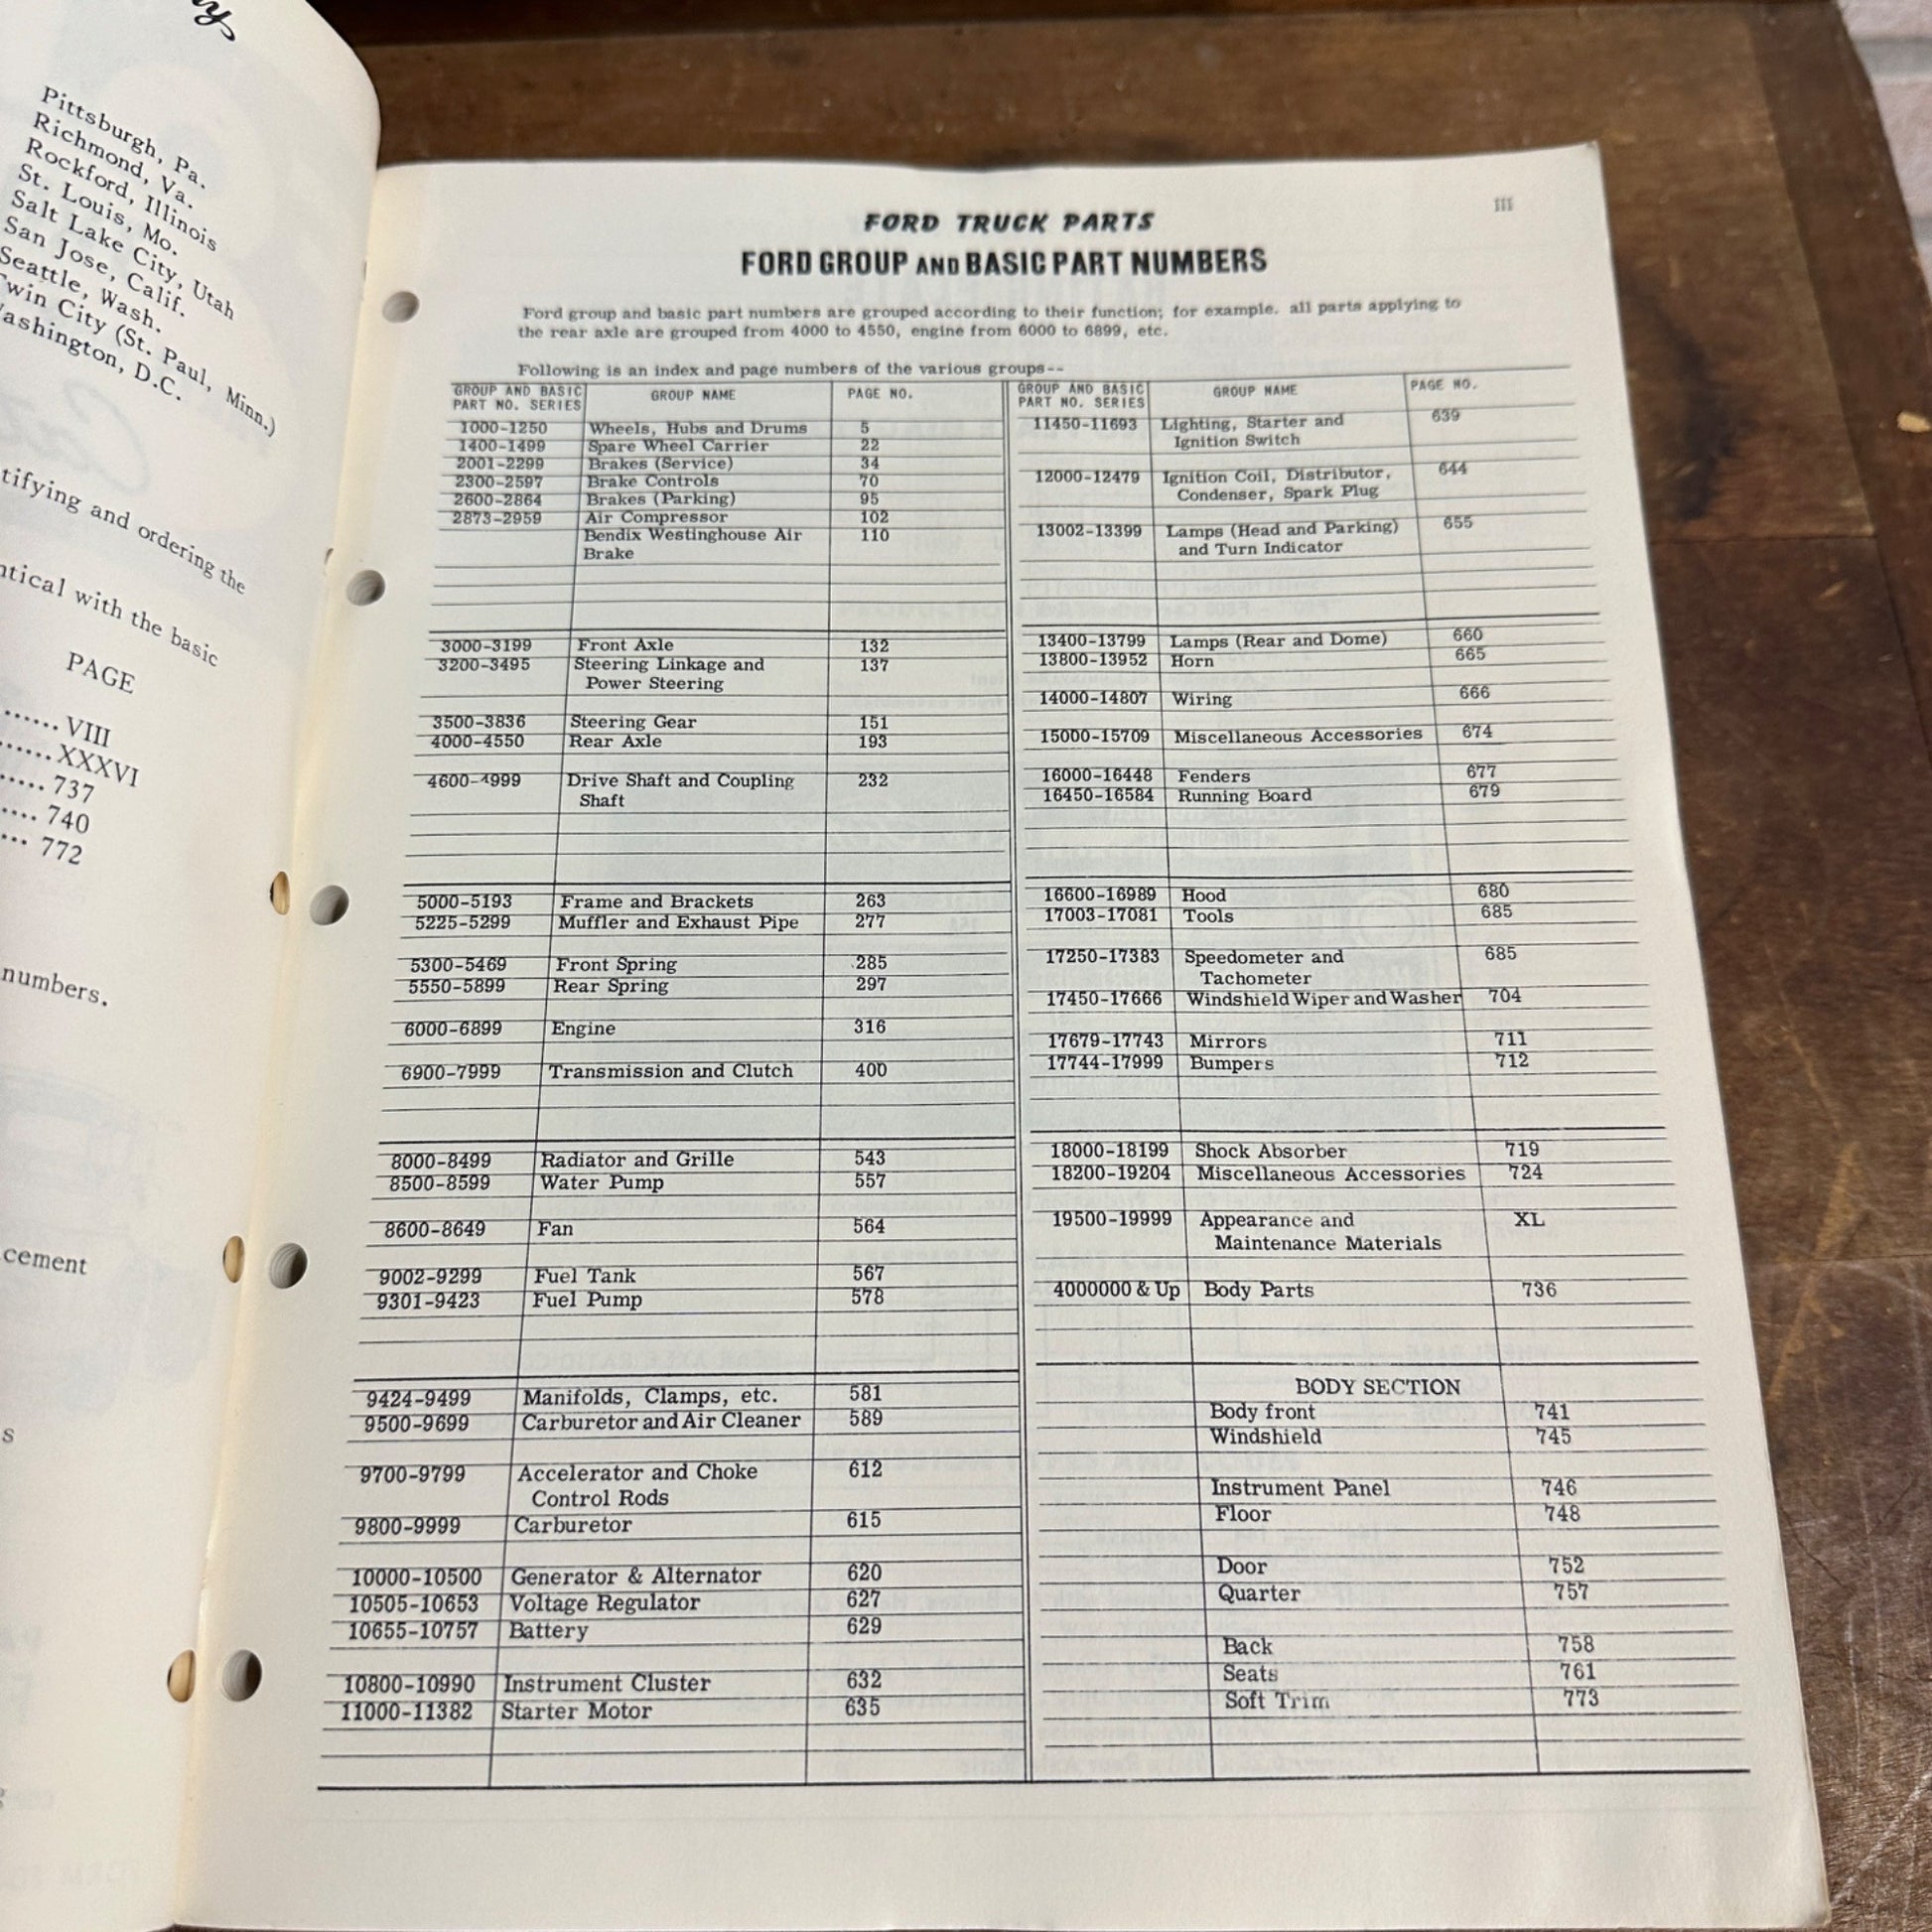 Pittsburgh, Pa.
Richmond, Va.
Rockford, Illinois
St. Louis, Mo.
Salt Lake City, Utah
San Jose, Calif.
Seattle, Wash.
Twin City (St. Paul, Minn.)
Washington, D.C.
tifying and ordering the
ntical with the basic
PAGE
...... VIII
...... XXXVI
..... 737
.... 740
... 772
numbers.
cement
s
III
FORD TRUCK PARTS
FORD GROUP AND BASIC PART NUMBERS
Ford group and basic part numbers are grouped according to their function; for example. all parts applying to
the rear axle are grouped from 4000 to 4550, engine from 6000 to 6899, etc.
Following is an index and page numbers of the various groups--
GROUP AND BASIC PART NO. SERIES GROUP NAME PAGE NO.
1000-1250 Wheels, Hubs and Drums 5
1400-1499 Spare Wheel Carrier 22
2001-2299 Brakes (Service) 34
2300-2597 Brake Controls 70
2600-2864 Brakes (Parking) 95
2873-2959 Air Compressor 102
Bendix Westinghouse Air 110
Brake
3000-3199 Front Axle 132
3200-3495 Steering Linkage and 137
Power Steering
3500-3836 Steering Gear 151
4000-4550 Rear Axle 193
4600-4999 Drive Shaft and Coupling 232
Shaft
5000-5193 Frame and Brackets 263
5225-5299 Muffler and Exhaust Pipe 277
5300-5469 Front Spring 285
5550-5899 Rear Spring 297
6000-6899 Engine 316
6900-7999 Transmission and Clutch 400
8000-8499 Radiator and Grille 543
8500-8599 Water Pump 557
8600-8649 Fan 564
9002-9299 Fuel Tank 567
9301-9423 Fuel Pump 578
9424-9499 Manifolds, Clamps, etc. 581
9500-9699 Carburetor and Air Cleaner 589
9700-9799 Accelerator and Choke 612
Control Rods
9800-9999 Carburetor 615
10000-10500 Generator & Alternator 620
10505-10653 Voltage Regulator 627
10655-10757 Battery 629
10800-10990 Instrument Cluster 632
11000-11382 Starter Motor 635
GROUP AND BASIC PART NO. SERIES GROUP NAME PAGE NO.
11450-11693 Lighting, Starter and 639
Ignition Switch
12000-12479 Ignition Coil, Distributor, 644
Condenser, Spark Plug
13002-13399 Lamps (Head and Parking) 655
and Turn Indicator
13400-13799 Lamps (Rear and Dome) 660
13800-13952 Horn 665
14000-14807 Wiring 666
15000-15709 Miscellaneous Accessories 674
16000-16448 Fenders 677
16450-16584 Running Board 679
16600-16989 Hood 680
17003-17081 Tools 685
17250-17383 Speedometer and 685
Tachometer
17450-17666 Windshield Wiper and Washer 704
17679-17743 Mirrors 711
17744-17999 Bumpers 712
18000-18199 Shock Absorber 719
18200-19204 Miscellaneous Accessories 724
19500-19999 Appearance and XL
Maintenance Materials
4000000 & Up Body Parts 736
BODY SECTION
Body front 741
Windshield 745
Instrument Panel 746
Floor 748
Door 752
Quarter 757
Back 758
Seats 761
Soft Trim 773